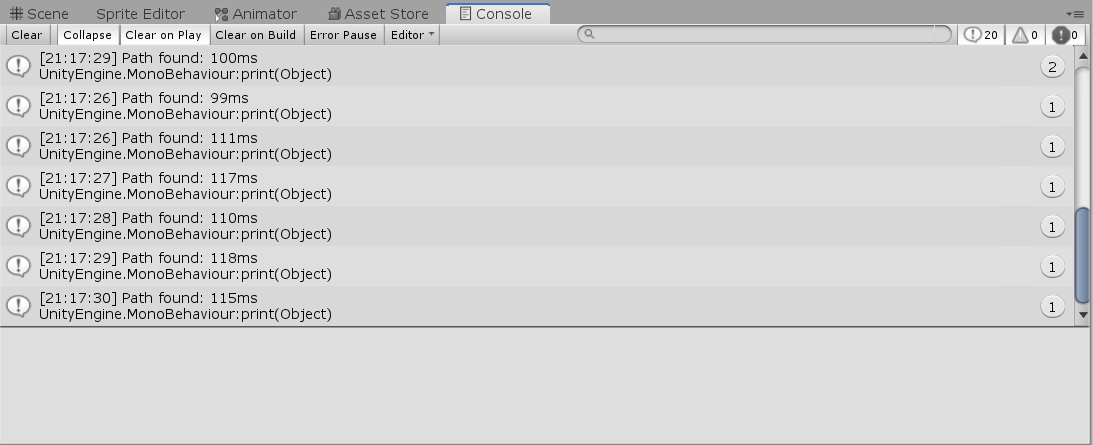 Scene Sprite Editor Animator Asset Store Console
Clear Collapse Clear on Play Clear on Build Error Pause Editor 20 0 0
[21:17:29] Path found: 100ms 2
UnityEngine.MonoBehaviour:print(Object)
[21:17:26] Path found: 99ms 1
UnityEngine.MonoBehaviour:print(Object)
[21:17:26] Path found: 111ms 1
UnityEngine.MonoBehaviour:print(Object)
[21:17:27] Path found: 117ms 1
UnityEngine.MonoBehaviour:print(Object)
[21:17:28] Path found: 110ms 1
UnityEngine.MonoBehaviour:print(Object)
[21:17:29] Path found: 118ms 1
UnityEngine.MonoBehaviour:print(Object)
[21:17:30] Path found: 115ms 1
UnityEngine.MonoBehaviour:print(Object)